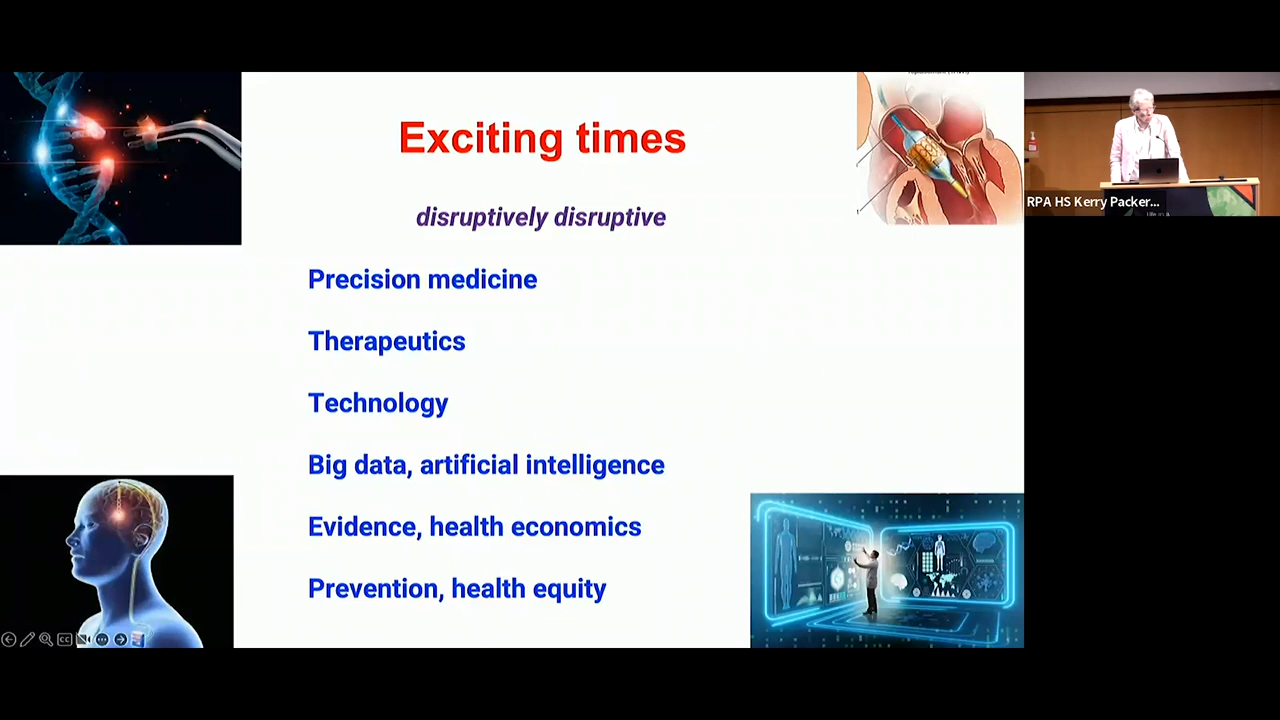 Exciting times
disruptively disruptive
Precision medicine
Therapeutics
Technology
Big data, artificial intelligence
Evidence, health economics
Prevention, health equity
RPA HS Kerry Packer...
CC